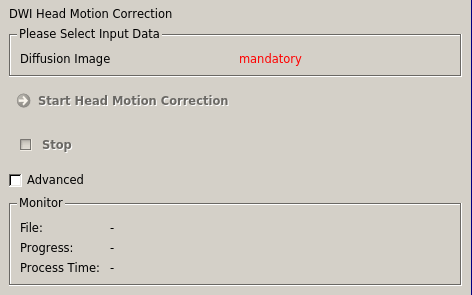 DWI Head Motion Correction
Please Select Input Data
Diffusion Image mandatory
Start Head Motion Correction
Stop
Advanced
Monitor
File: -
Progress: -
Process Time: -